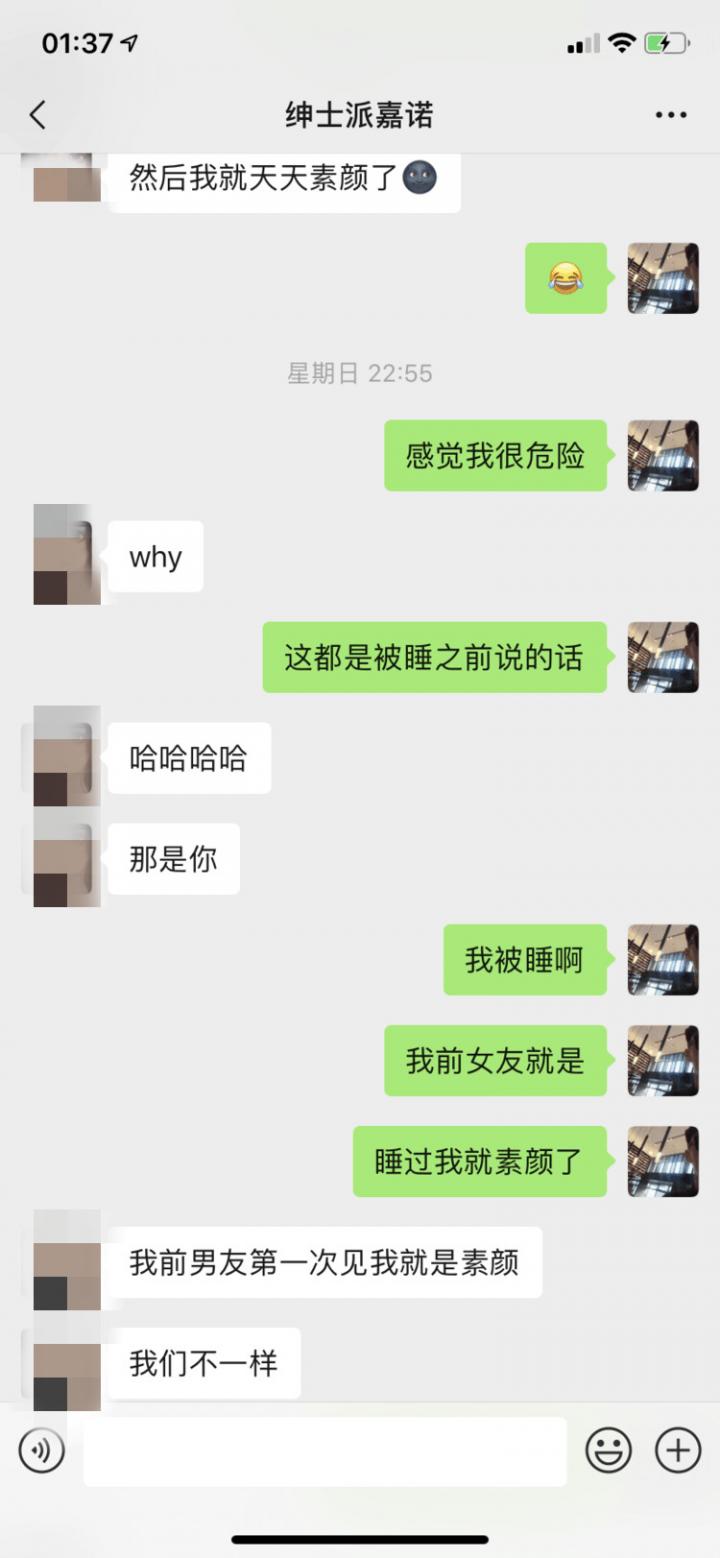 01:37
绅士派嘉诺
然后我就天天素颜了🌚
😂
星期日 22:55
感觉我很危险
why
这都是被睡之前说的话
哈哈哈哈
那是你
我被睡啊
我前女友就是
睡过我就素颜了
我前男友第一次见我就是素颜
我们不一样